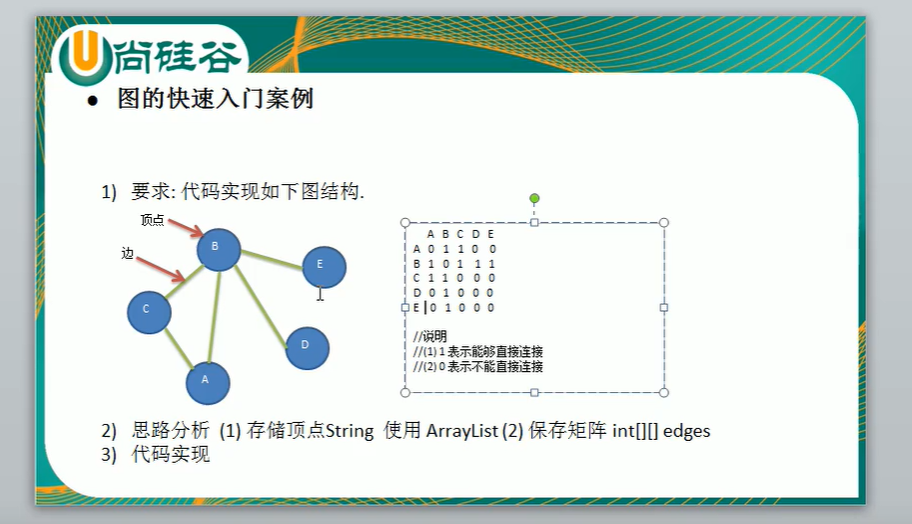 U尚硅谷
● 图的快速入门案例
1) 要求: 代码实现如下图结构.
顶点
B
边
E
C
D
A
A B C D E
A 0 1 1 0 0
B 1 0 1 1 1
C 1 1 0 0 0
D 0 1 0 0 0
E 0 1 0 0 0
//说明
//(1) 1 表示能够直接连接
//(2) 0 表示不能直接连接
2) 思路分析 (1) 存储顶点String 使用 ArrayList (2) 保存矩阵 int[][] edges
3) 代码实现